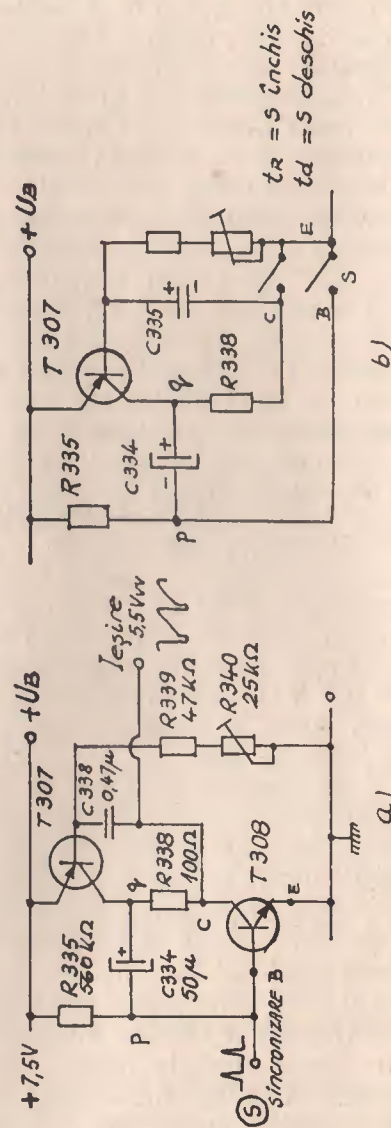 +7,5V
+UB
R335
560kΩ
T307
C338
0,47μ
Ieşire
5,5Vvv
q
C334
50μ
R338
100Ω
R339
47kΩ
R340
25kΩ
P
C
T308
E
S
Sincronizare B
a)
+UB
R335
T307
C334
- +
q
C335
+
-
R338
P
C
E
B
S
tR = S închis
td = S deschis
b)